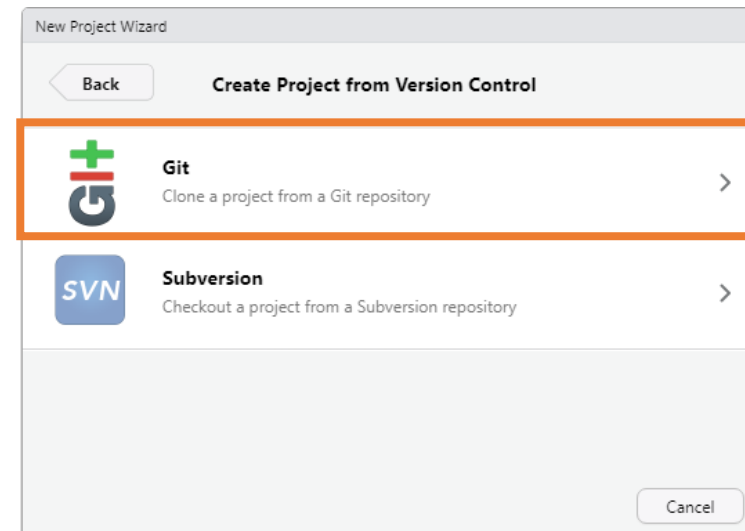 New Project Wizard
Back
Create Project from Version Control
Git
Git
Clone a project from a Git repository
SVN
Subversion
Checkout a project from a Subversion repository
Cancel